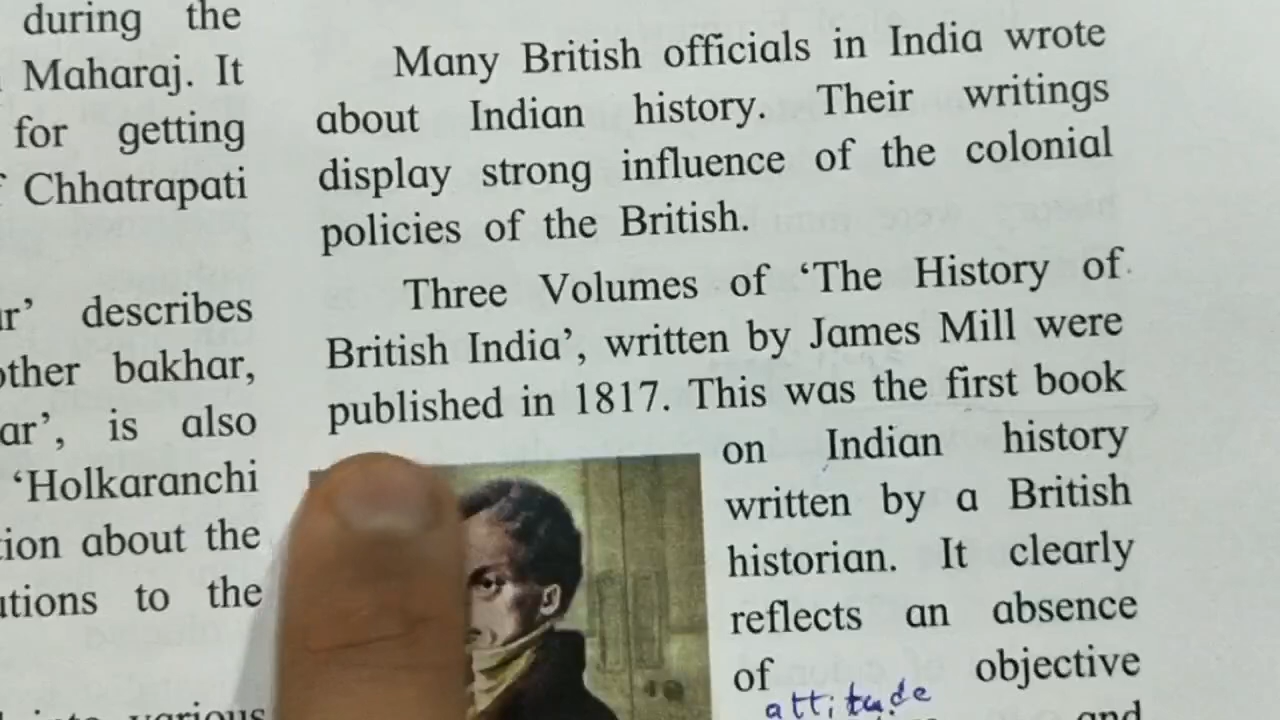 during the
Maharaj. It
for getting
Chhatrapati
describes
bakhar,
is also
'Holkaranchi
about the
to the
various
Many British officials in India wrote
about Indian history. Their writings
display strong influence of the colonial
policies of the British.
Three Volumes of 'The History of
British India', written by James Mill were
published in 1817. This was the first book
on Indian history
written by a British
historian. It clearly
reflects an absence
of objective
attitude
and